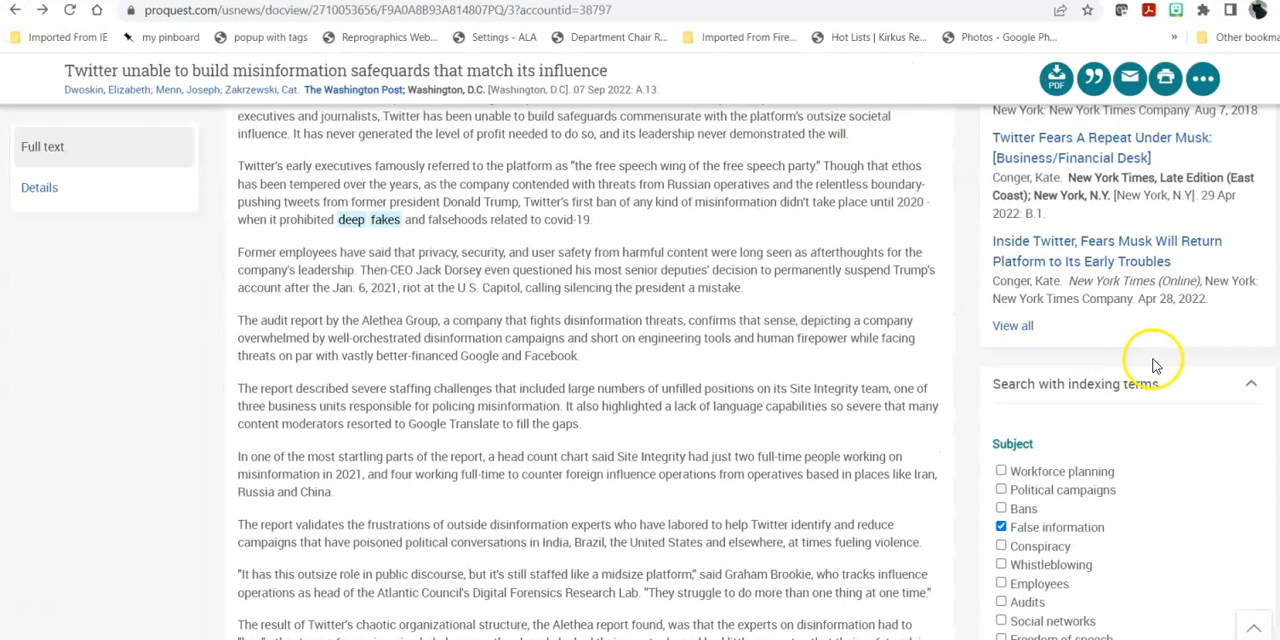 proquest.com/usnews/docview/2710053656/F9A0A8B93A814807PQ/3?accountid=38797
Imported From IE
my pinboard
popup with tags
Reprographics Web...
Settings - ALA
Department Chair R...
Imported From Fire...
Hot Lists | Kirkus Re...
Photos - Google Ph...
»
Other bookma
Twitter unable to build misinformation safeguards that match its influence
Dwoskin, Elizabeth; Menn, Joseph; Zakrzewski, Cat. The Washington Post; Washington, D.C. [Washington, D.C]. 07 Sep 2022: A.13.
PDF
Full text
Details
executives and journalists, Twitter has been unable to build safeguards commensurate with the platform's outsize societal
influence. It has never generated the level of profit needed to do so, and its leadership never demonstrated the will.
Twitter's early executives famously referred to the platform as "the free speech wing of the free speech party." Though that ethos
has been tempered over the years, as the company contended with threats from Russian operatives and the relentless boundary-
pushing tweets from former president Donald Trump, Twitter's first ban of any kind of misinformation didn't take place until 2020 -
when it prohibited deep fakes and falsehoods related to covid-19.
Former employees have said that privacy, security, and user safety from harmful content were long seen as afterthoughts for the
company's leadership. Then-CEO Jack Dorsey even questioned his most senior deputies' decision to permanently suspend Trump's
account after the Jan. 6, 2021, riot at the U.S. Capitol, calling silencing the president a mistake.
The audit report by the Alethea Group, a company that fights disinformation threats, confirms that sense, depicting a company
overwhelmed by well-orchestrated disinformation campaigns and short on engineering tools and human firepower while facing
threats on par with vastly better-financed Google and Facebook.
The report described severe staffing challenges that included large numbers of unfilled positions on its Site Integrity team, one of
three business units responsible for policing misinformation. It also highlighted a lack of language capabilities so severe that many
content moderators resorted to Google Translate to fill the gaps.
In one of the most startling parts of the report, a head count chart said Site Integrity had just two full-time people working on
misinformation in 2021, and four working full-time to counter foreign influence operations from operatives based in places like Iran,
Russia and China.
The report validates the frustrations of outside disinformation experts who have labored to help Twitter identify and reduce
campaigns that have poisoned political conversations in India, Brazil, the United States and elsewhere, at times fueling violence.
"It has this outsize role in public discourse, but it's still staffed like a midsize platform," said Graham Brookie, who tracks influence
operations as head of the Atlantic Council's Digital Forensics Research Lab. "They struggle to do more than one thing at one time."
The result of Twitter's chaotic organizational structure, the Alethea report found, was that the experts on disinformation had to
New York: New York Times Company. Aug 7, 2018.
Twitter Fears A Repeat Under Musk:
[Business/Financial Desk]
Conger, Kate. New York Times, Late Edition (East
Coast); New York, N.Y. [New York, N.Y]. 29 Apr
2022: B.1.
Inside Twitter, Fears Musk Will Return
Platform to Its Early Troubles
Conger, Kate. New York Times (Online), New York:
New York Times Company. Apr 28, 2022.
View all
Search with indexing terms
Subject
Workforce planning
Political campaigns
Bans
False information
Conspiracy
Whistleblowing
Employees
Audits
Social networks
Freedom of speech